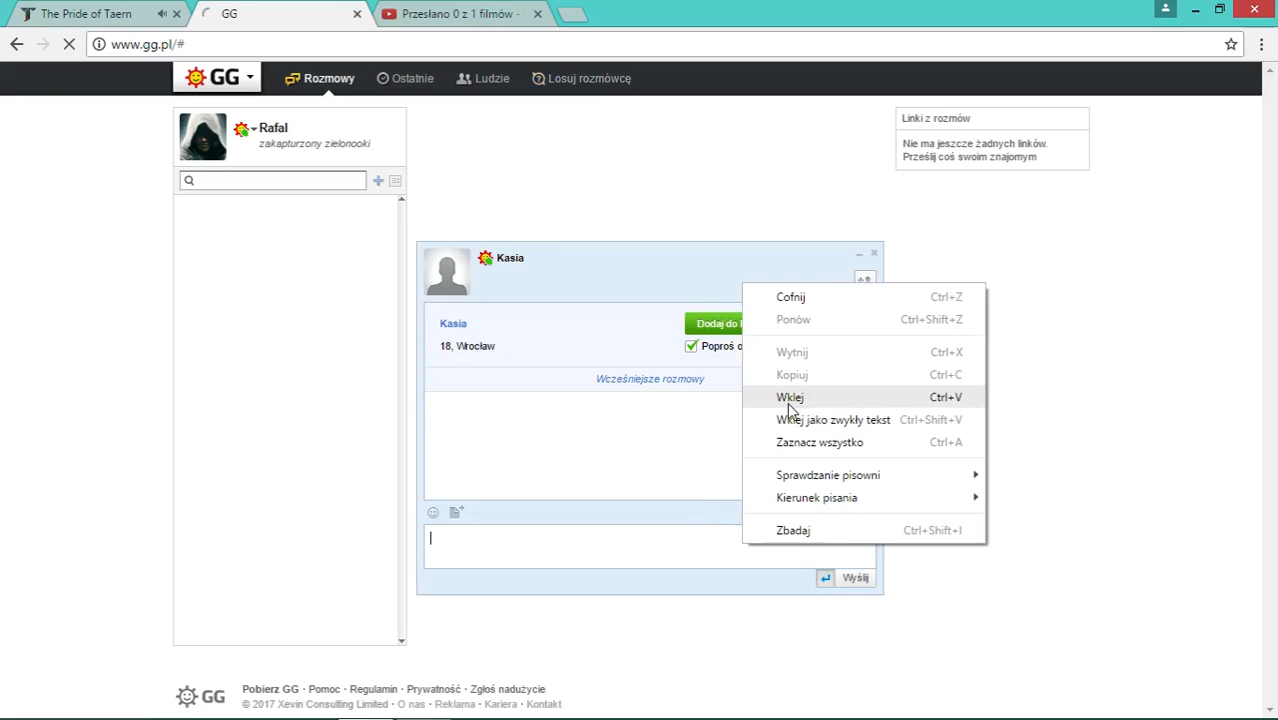 The Pride of Taern
GG
Przesłano 0 z 1 filmów -
www.gg.pl/#
GG
Rozmowy
Ostatnie
Ludzie
Losuj rozmówcę
Rafal
zakapturzony zielonooki
Linki z rozmów
Nie ma jeszcze żadnych linków.
Prześlij coś swoim znajomym
Kasia
Kasia
Dodaj do
18, Wrocław
Poproś o
Wcześniejsze rozmowy
Cofnij Ctrl+Z
Ponów Ctrl+Shift+Z
Wytnij Ctrl+X
Kopiuj Ctrl+C
Wklej Ctrl+V
Wklej jako zwykły tekst Ctrl+Shift+V
Zaznacz wszystko Ctrl+A
Sprawdzanie pisowni
Kierunek pisania
Zbadaj Ctrl+Shift+I
Wyślij
GG
Pobierz GG · Pomoc · Regulamin · Prywatność · Zgłoś nadużycie
© 2017 Xevin Consulting Limited · O nas · Reklama · Kariera · Kontakt